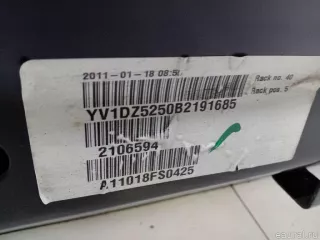 2011-01-18 08:5
Rack no. 40
Rack pos. 5
YV1DZ5250B2191685
2106594
A11018FS0425